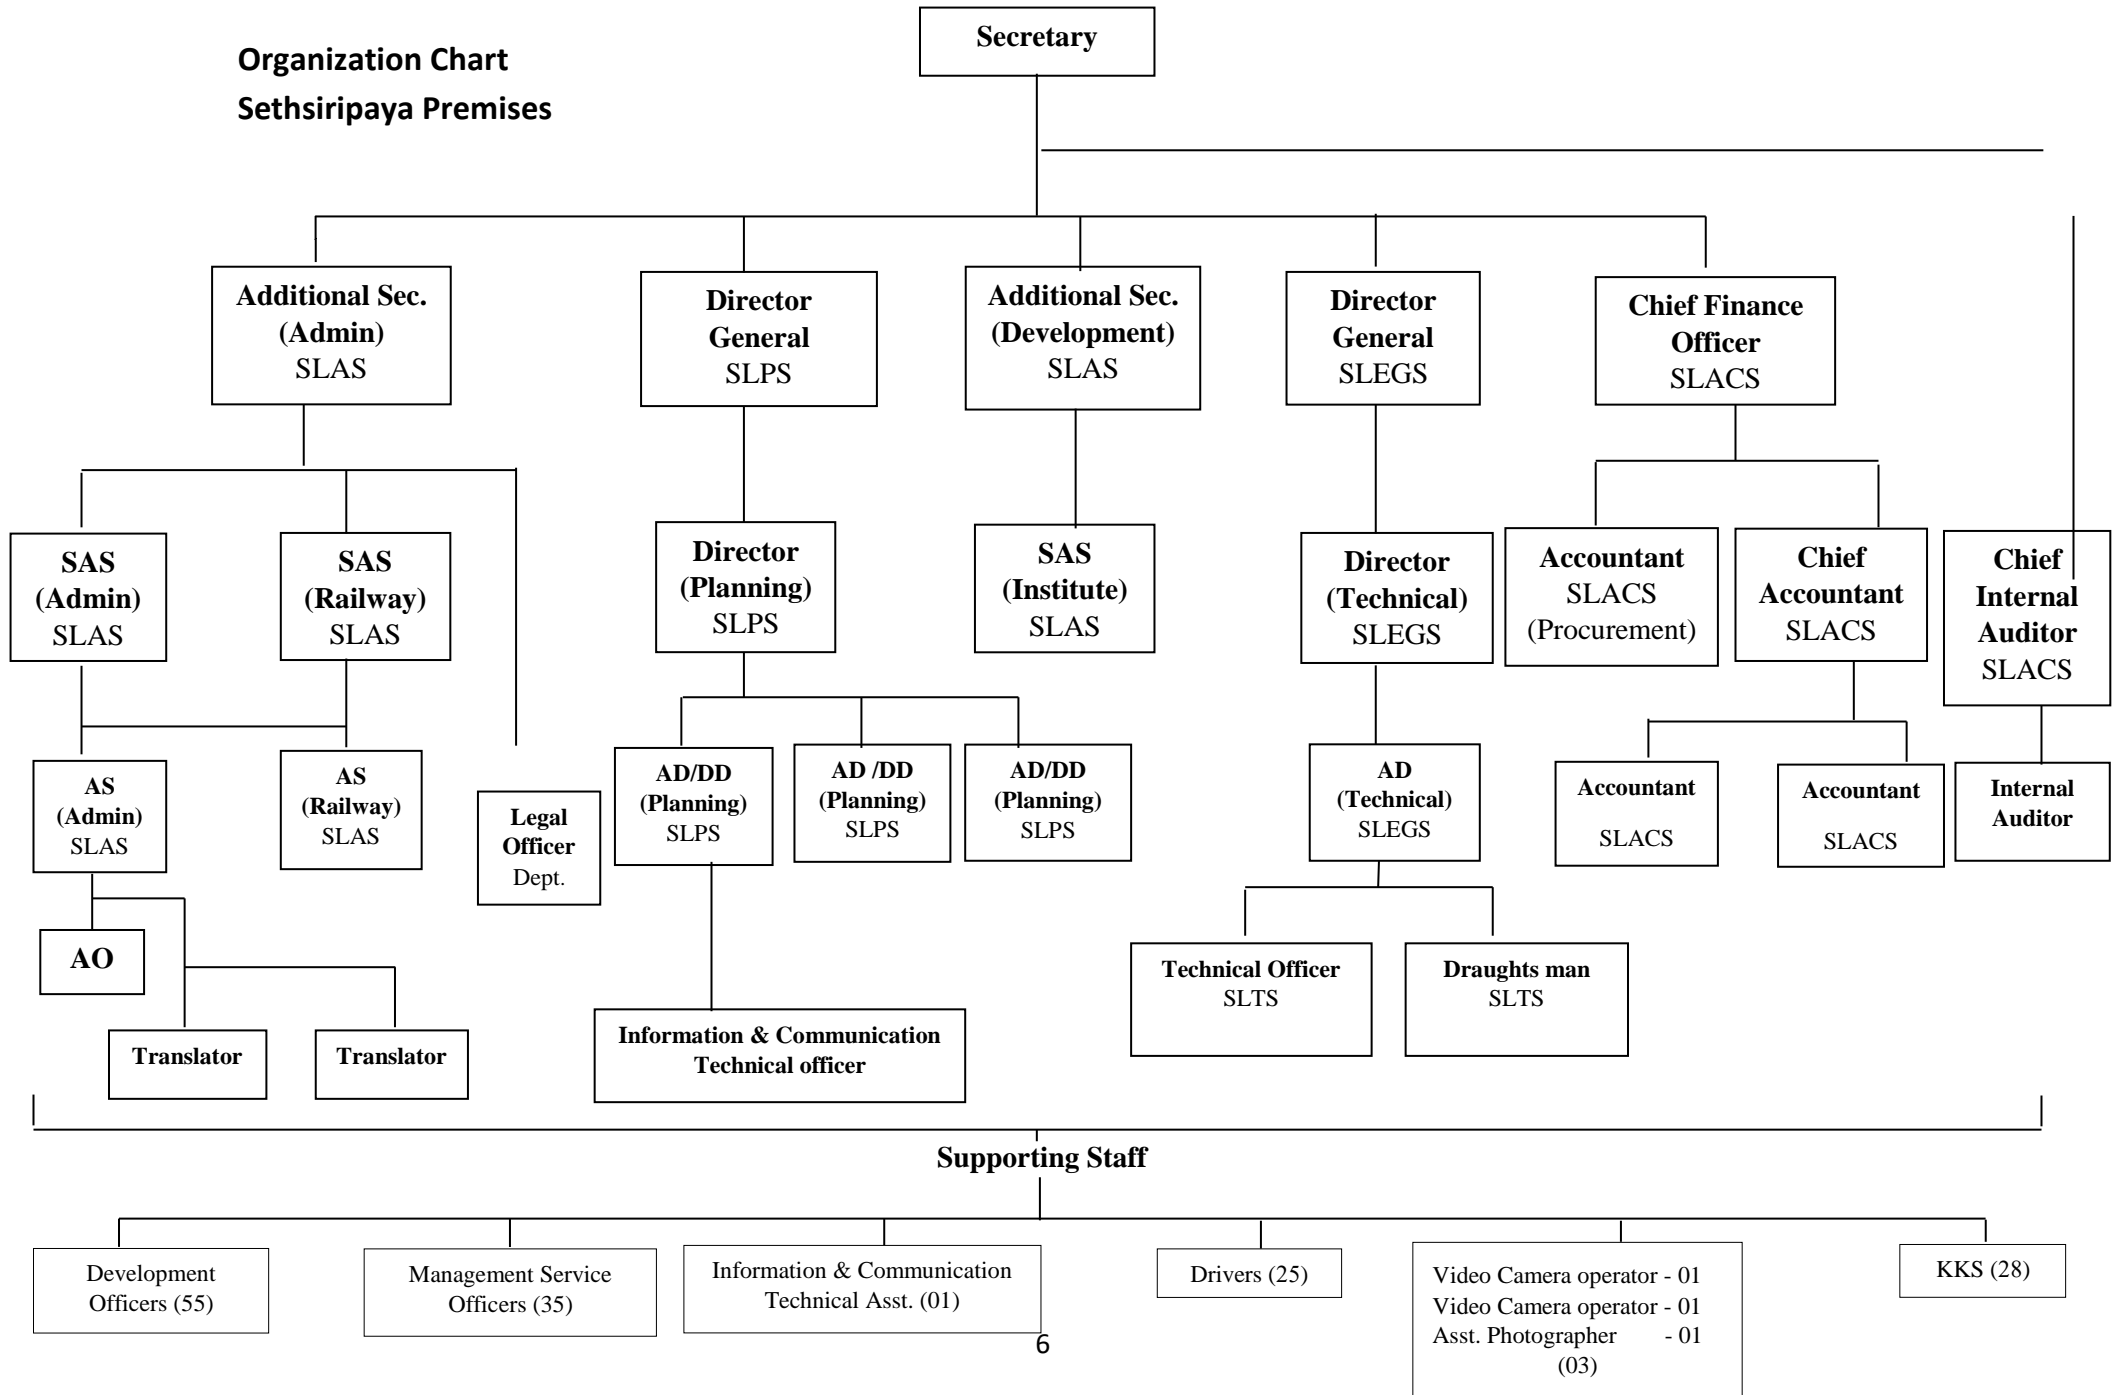 Organization Chart
Sethsiripaya Premises
Secretary
Additional Sec.
(Admin)
SLAS
Director
General
SLPS
Additional Sec.
(Development)
SLAS
Director
General
SLEGS
Chief Finance
Officer
SLACS
SAS
(Admin)
SLAS
SAS
(Railway)
SLAS
Director
(Planning)
SLPS
SAS
(Institute)
SLAS
Director
(Technical)
SLEGS
Accountant
SLACS
(Procurement)
Chief
Accountant
SLACS
Chief
Internal
Auditor
SLACS
AS
(Admin)
SLAS
AS
(Railway)
SLAS
Legal
Officer
Dept.
AD/DD
(Planning)
SLPS
AD /DD
(Planning)
SLPS
AD/DD
(Planning)
SLPS
AD
(Technical)
SLEGS
Accountant
SLACS
Accountant
SLACS
Internal
Auditor
AO
Translator
Translator
Information & Communication
Technical officer
Technical Officer
SLTS
Draughts man
SLTS
Supporting Staff
Development
Officers (55)
Management Service
Officers (35)
Information & Communication
Technical Asst. (01)
Drivers (25)
Video Camera operator - 01
Video Camera operator - 01
Asst. Photographer - 01
(03)
KKS (28)
6